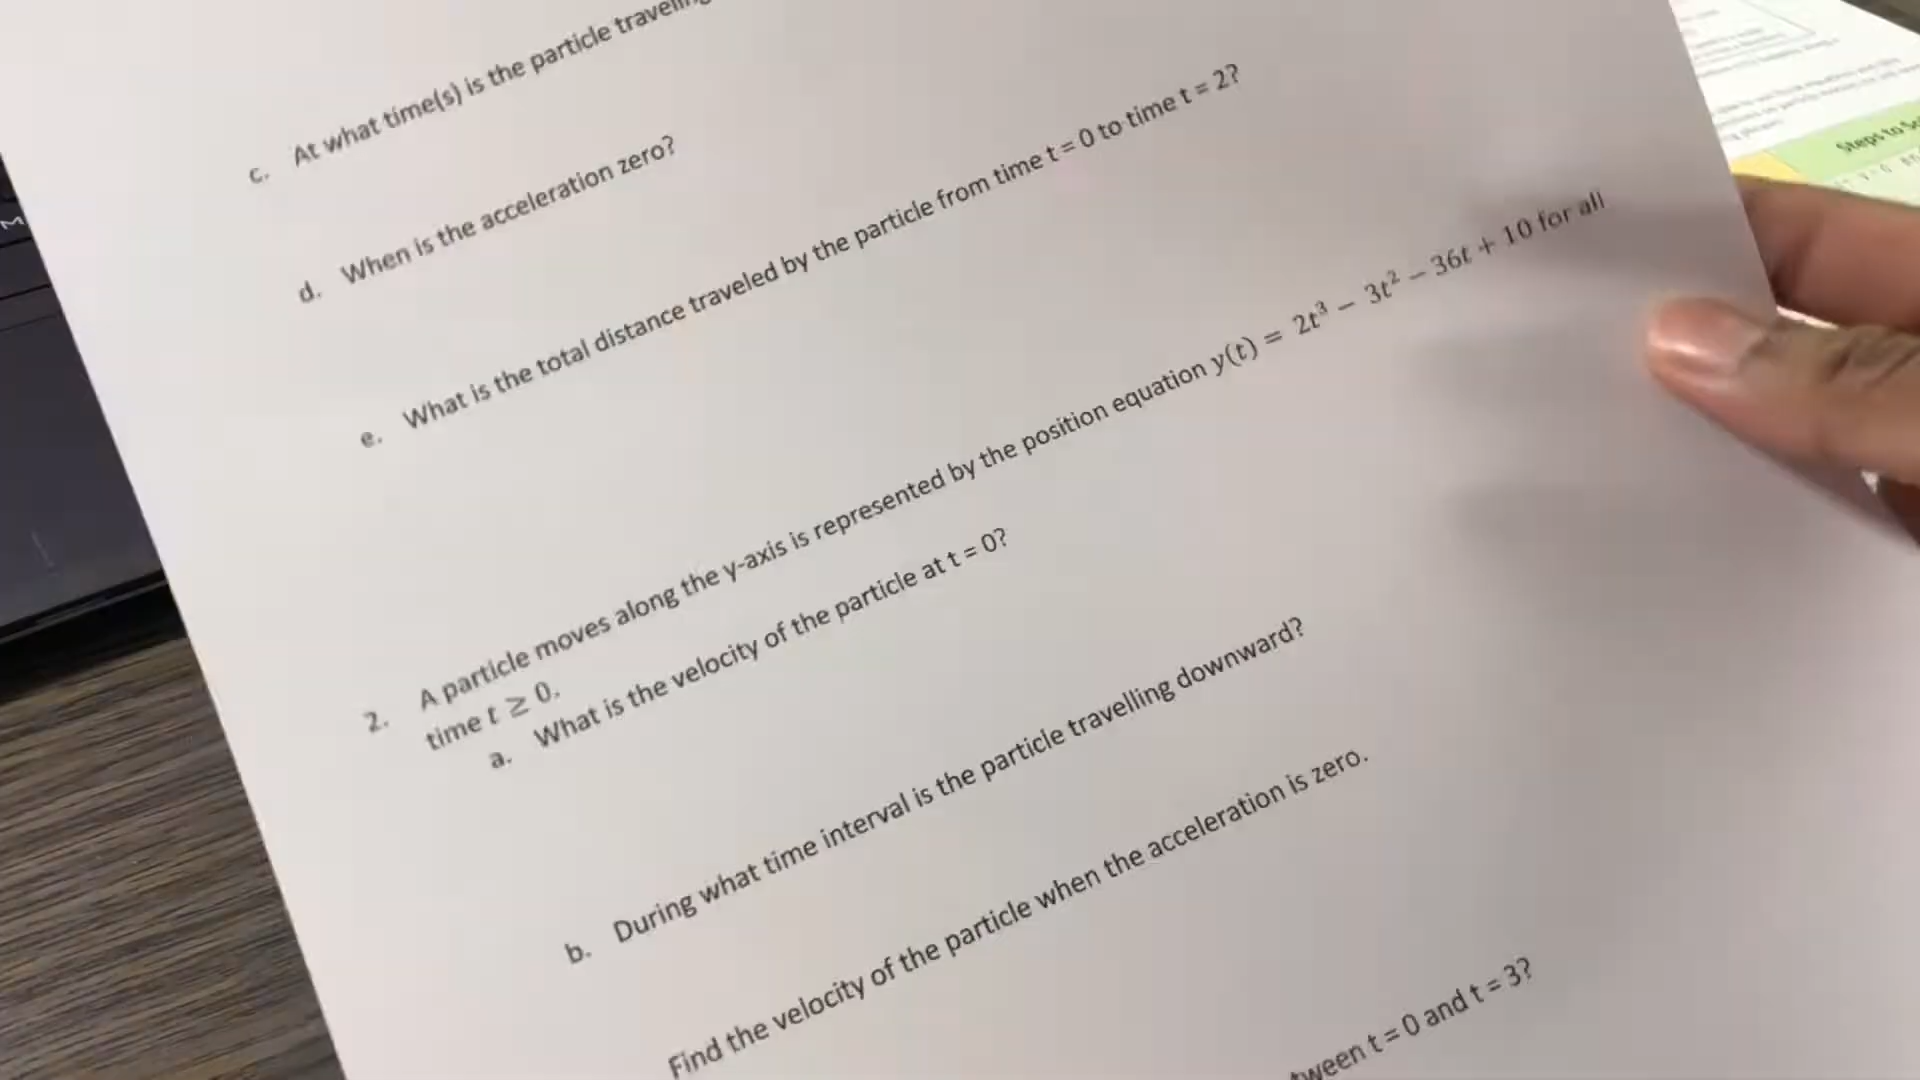 c. At what time(s) is the particle
d. When is the acceleration zero?
e. What is the total distance traveled by the particle from time t = 0 to time t = 2?
2. A particle moves along the y-axis is represented by the position equation y(t) = 2t³ − 3t² − 36t + 10 for all
time t ≥ 0.
a. What is the velocity of the particle at t = 0?
b. During what time interval is the particle travelling downward?
Find the velocity of the particle when the acceleration is zero.
t = 0 and t = 3?
Steps to